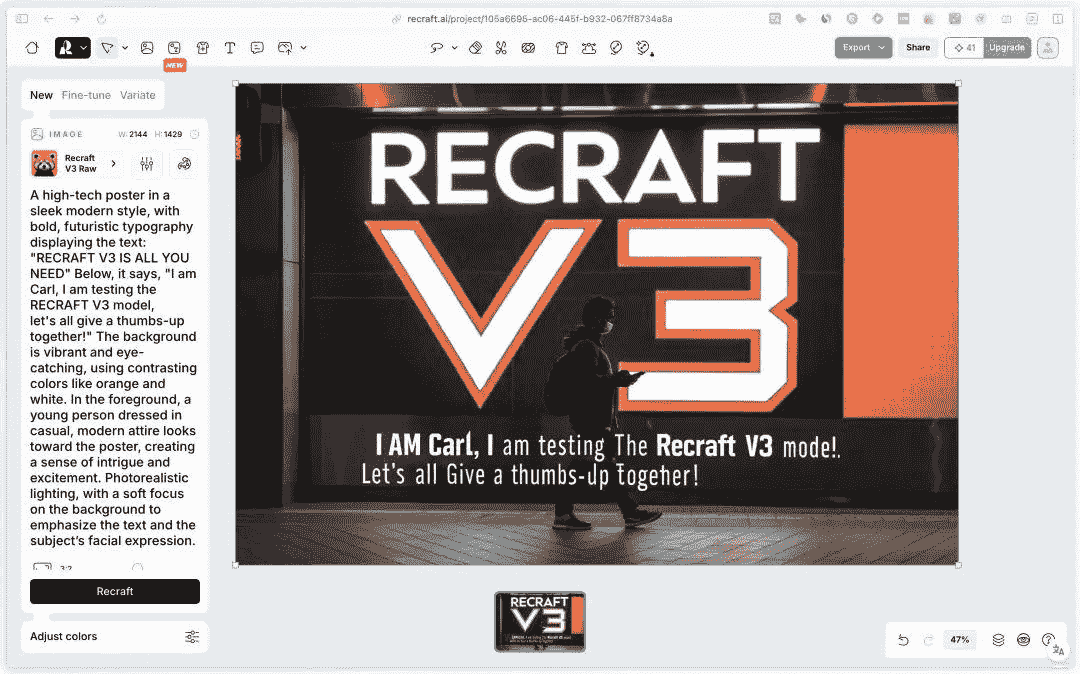 recraft.ai/project/105a6695-ac06-445f-b932-067ff8734a8a
NEW
Export
Share
41
Upgrade
New
Fine-tune
Variate
IMAGE
W: 2144 H: 1429
Recraft
V3 Raw
A high-tech poster in a
sleek modern style, with
bold, futuristic typography
displaying the text:
"RECRAFT V3 IS ALL YOU
NEED" Below, it says, "I am
Carl, I am testing the
RECRAFT V3 model,
let's all give a thumbs-up
together!" The background
is vibrant and eye-
catching, using contrasting
colors like orange and
white. In the foreground, a
young person dressed in
casual, modern attire looks
toward the poster, creating
a sense of intrigue and
excitement. Photorealistic
lighting, with a soft focus
on the background to
emphasize the text and the
subject's facial expression.
3:2
Recraft
Adjust colors
RECRAFT
V3
I AM Carl, I am testing The Recraft V3 mode!.
Let's all Give a thumbs-up Together!
RECRAFT
V3
47%